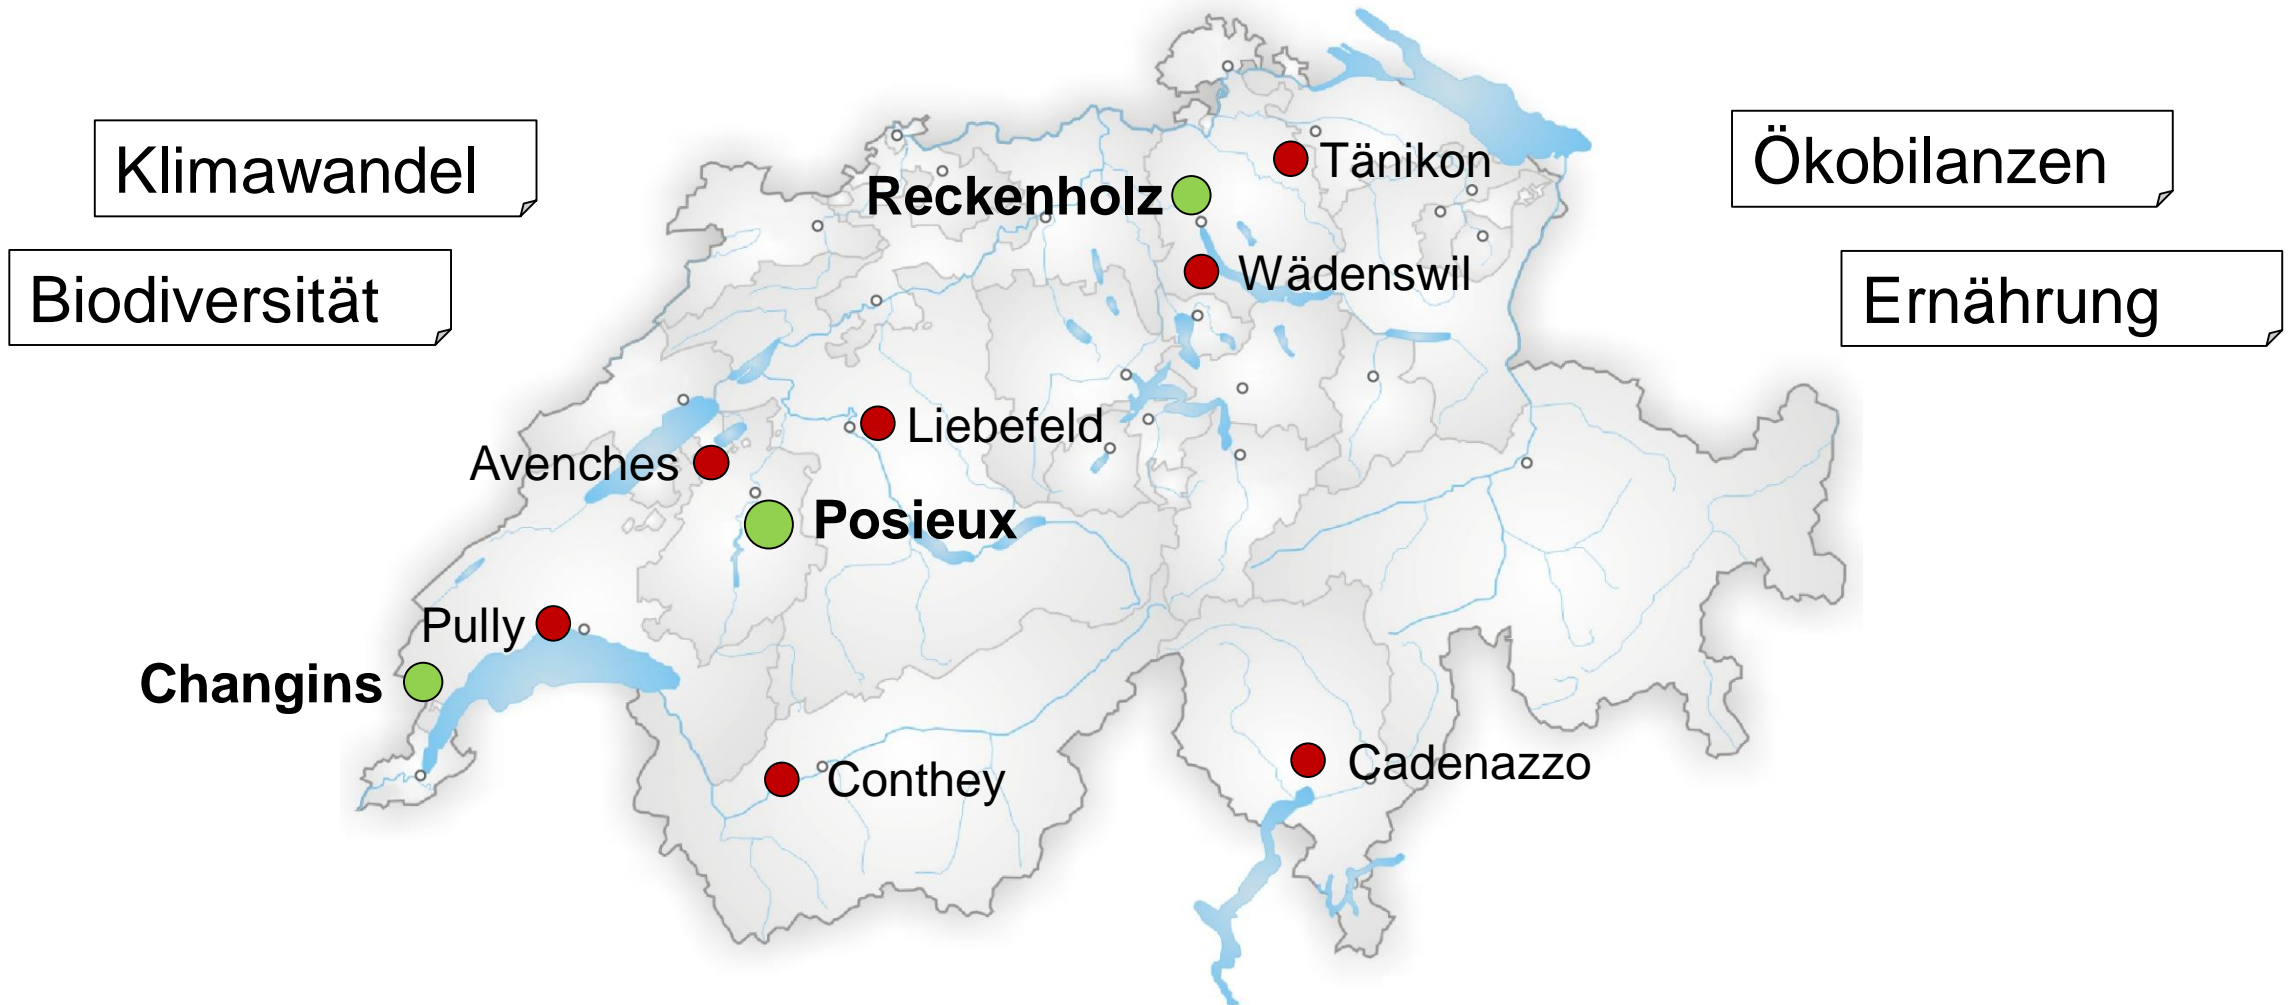 Klimawandel
Ökobilanzen
Tänikon
Reckenholz
Biodiversität
Wädenswil
Ernährung
Liebefeld
Avenches
Posieux
Pully
Changins
Cadenazzo
Conthey